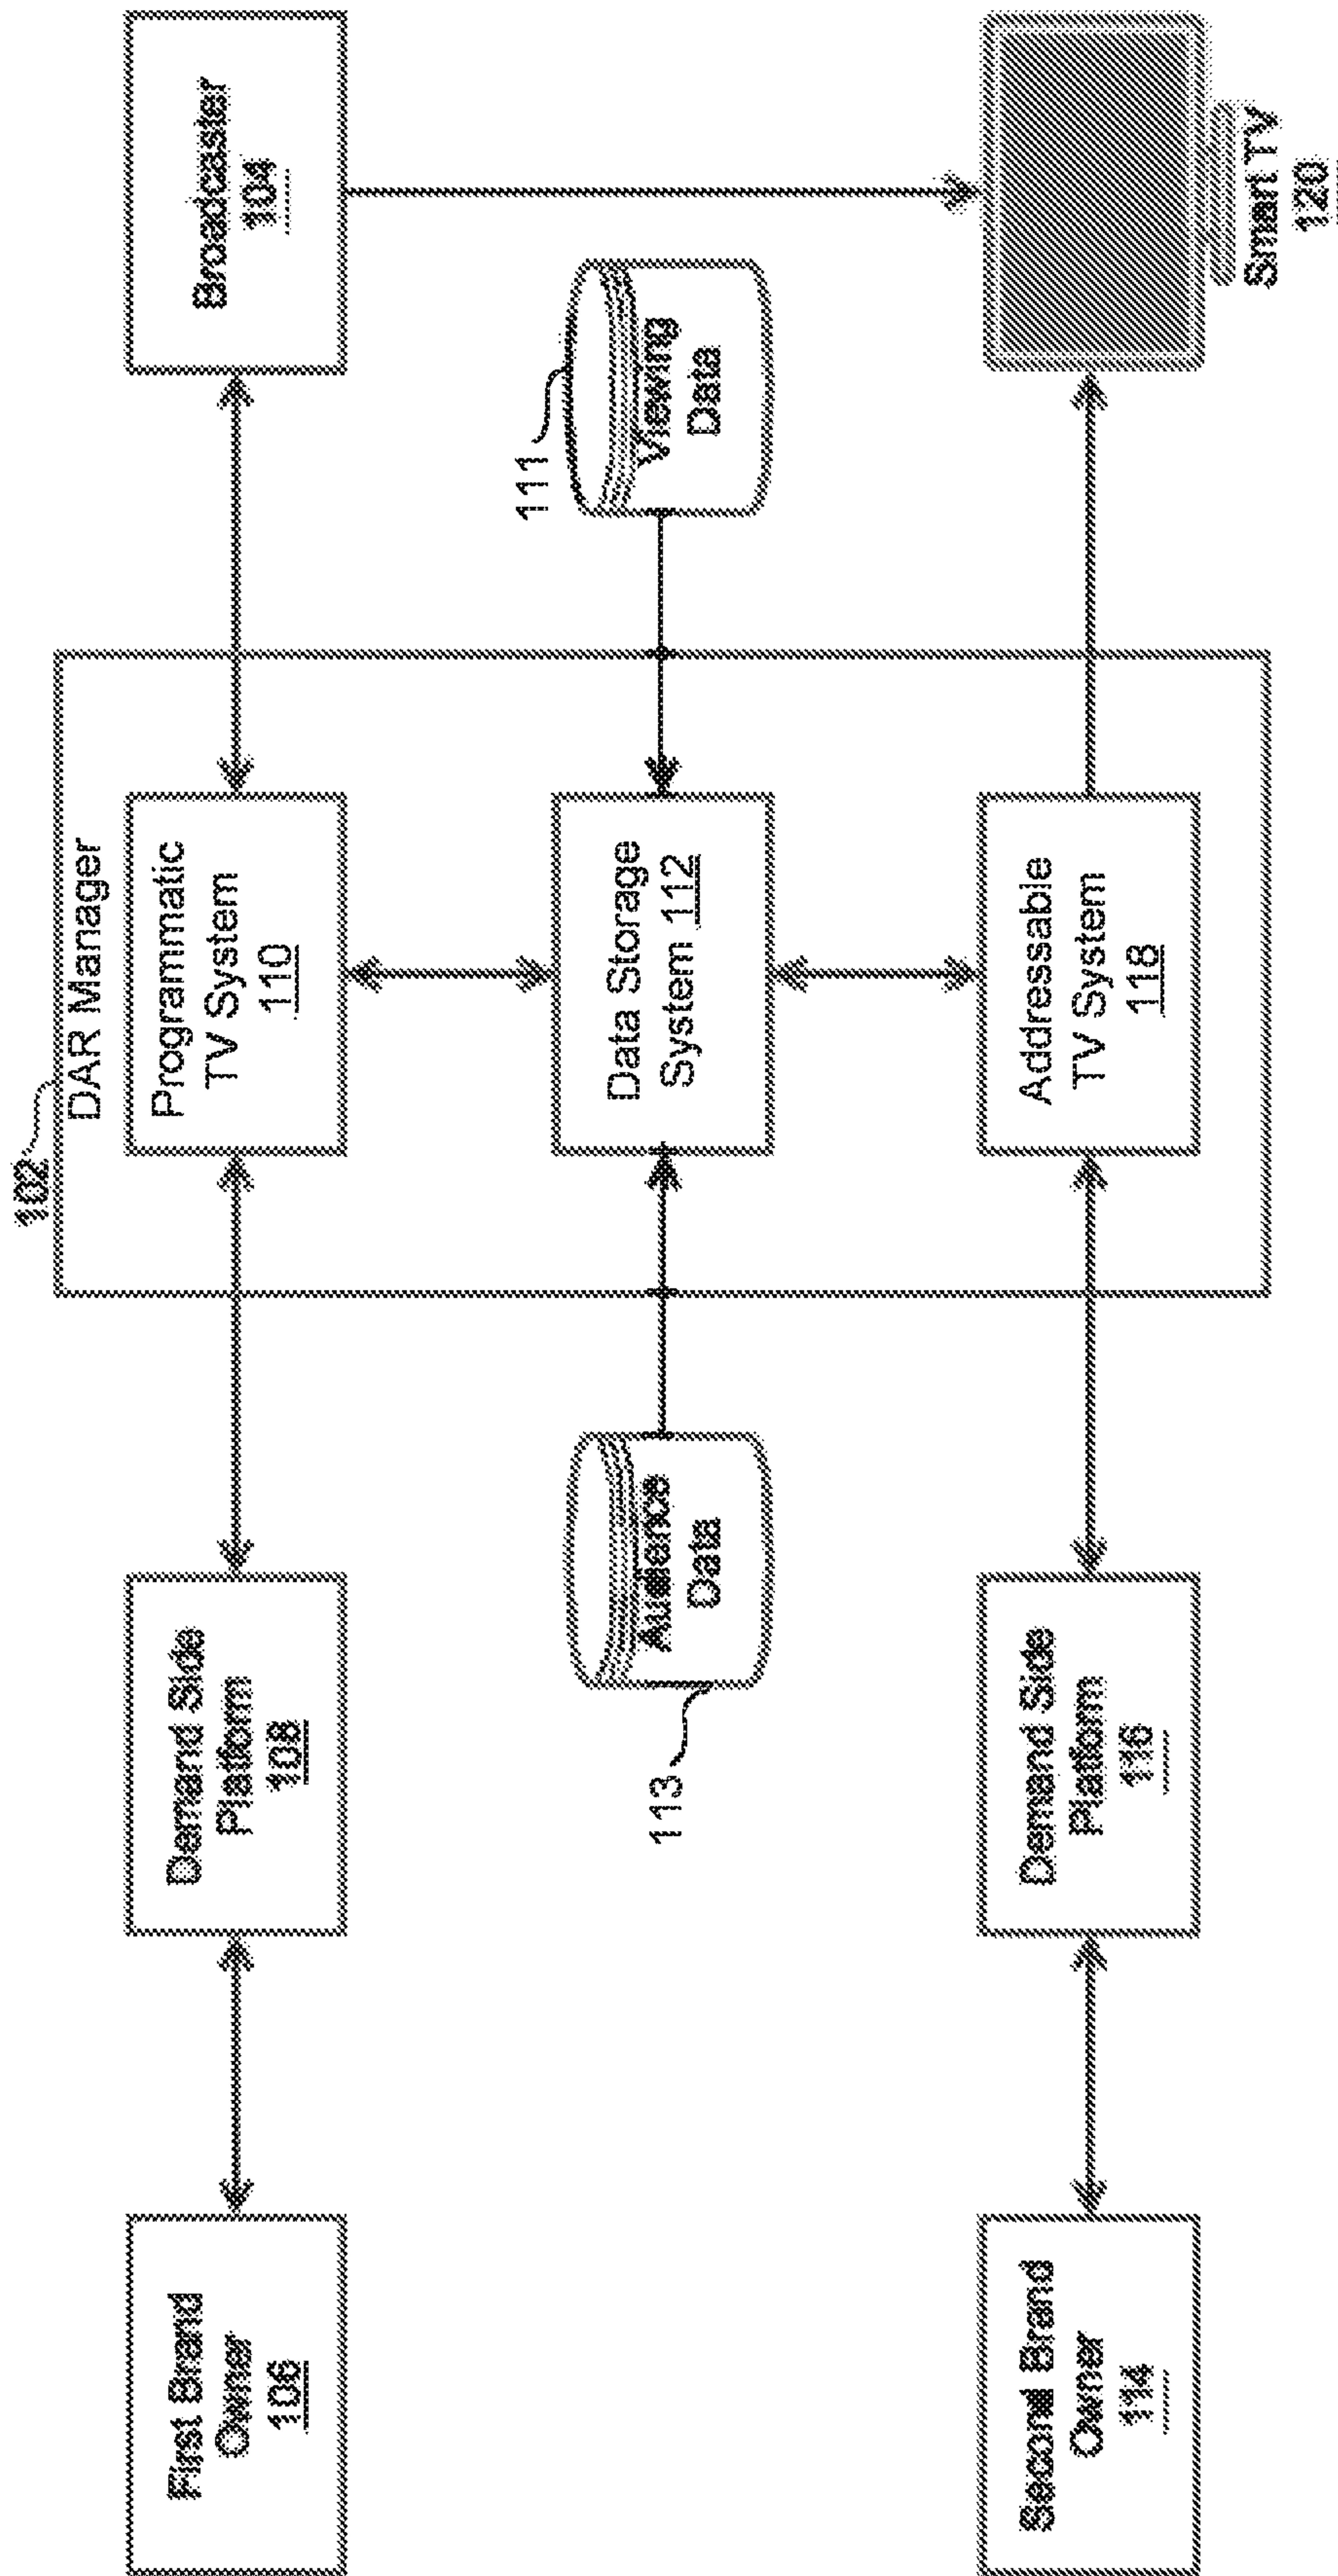 102
DAR Manager
First Brand
Owner
106
Demand Side
Platform
108
Programmatic
TV System
110
Broadcaster
104
113
Audience
Data
Data Storage
System 112
111
Viewing
Data
Second Brand
Owner
114
Demand Side
Platform
116
Addressable
TV System
118
Smart TV
120